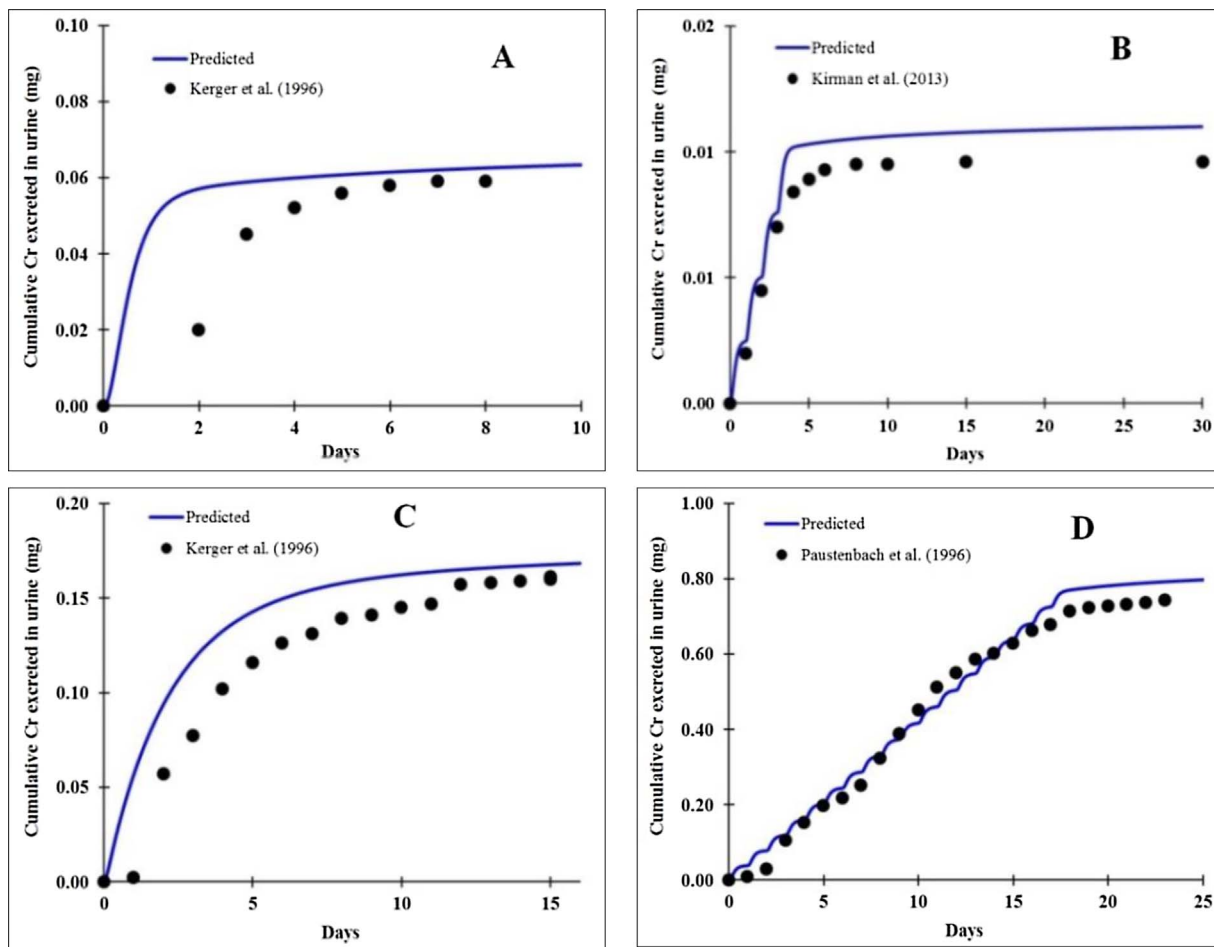 A
Cumulative Cr excreted in urine (mg)
0.10
0.08
0.06
0.04
0.02
0.00
Predicted
Kerger et al. (1996)
0 2 4 6 8 10
Days
B
Cumulative Cr excreted in urine (mg)
0.02
0.01
0.01
0.00
Predicted
Kirman et al. (2013)
0 5 10 15 20 25 30
Days
C
Cumulative Cr excreted in urine (mg)
0.20
0.15
0.10
0.05
0.00
Predicted
Kerger et al. (1996)
0 5 10 15
Days
D
Cumulative Cr excreted in urine (mg)
1.00
0.80
0.60
0.40
0.20
0.00
Predicted
Paustenbach et al. (1996)
0 5 10 15 20 25
Days